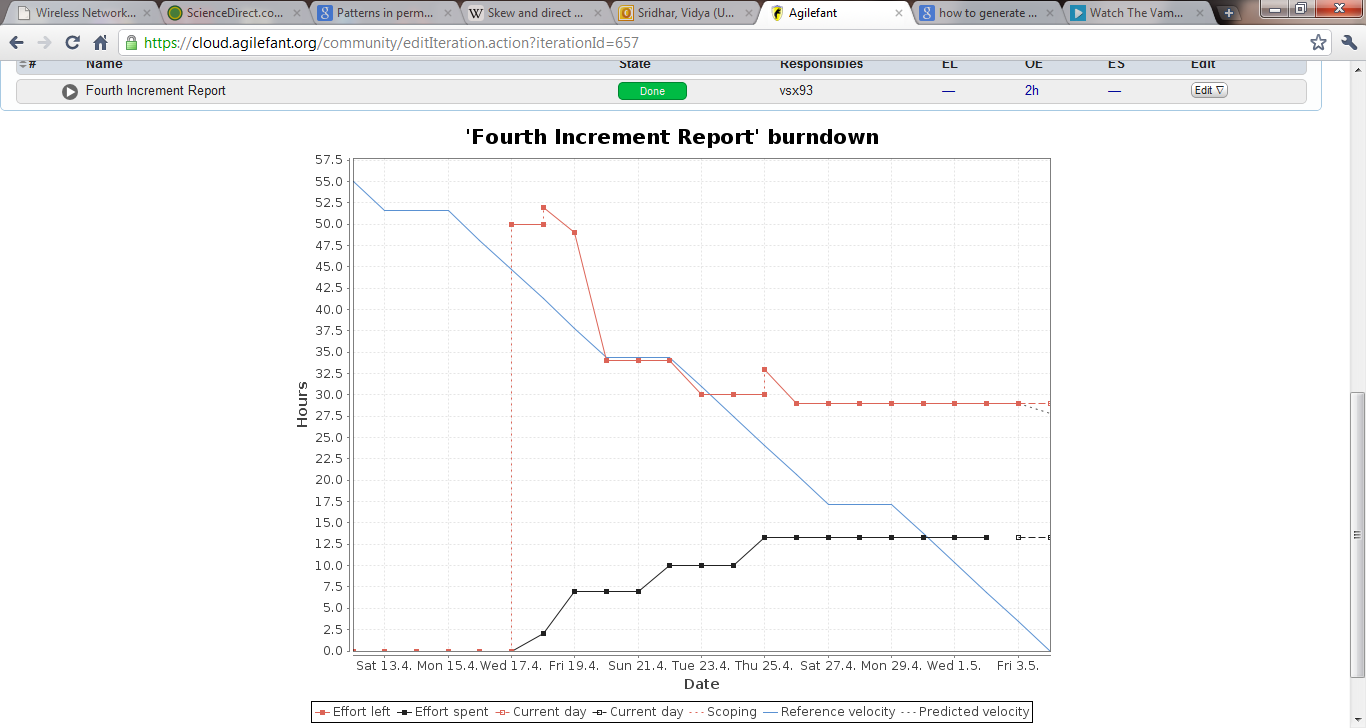 Wireless Network... ScienceDirect.co... Patterns in perm... Skew and direct ... Sridhar, Vidya (U... Agilefant how to generate ... Watch The Vam...
https://cloud.agilefant.org/community/editIteration.action?iterationId=657
# Name State Responsibles EL OE ES Edit
Fourth Increment Report Done vsx93 — 2h — Edit ▽
'Fourth Increment Report' burndown
57.5
55.0
52.5
50.0
47.5
45.0
42.5
40.0
37.5
35.0
32.5
30.0
27.5
25.0
22.5
20.0
17.5
15.0
12.5
10.0
7.5
5.0
2.5
0.0
Hours
Sat 13.4. Mon 15.4. Wed 17.4. Fri 19.4. Sun 21.4. Tue 23.4. Thu 25.4. Sat 27.4. Mon 29.4. Wed 1.5. Fri 3.5.
Date
Effort left Effort spent Current day Current day Scoping Reference velocity Predicted velocity